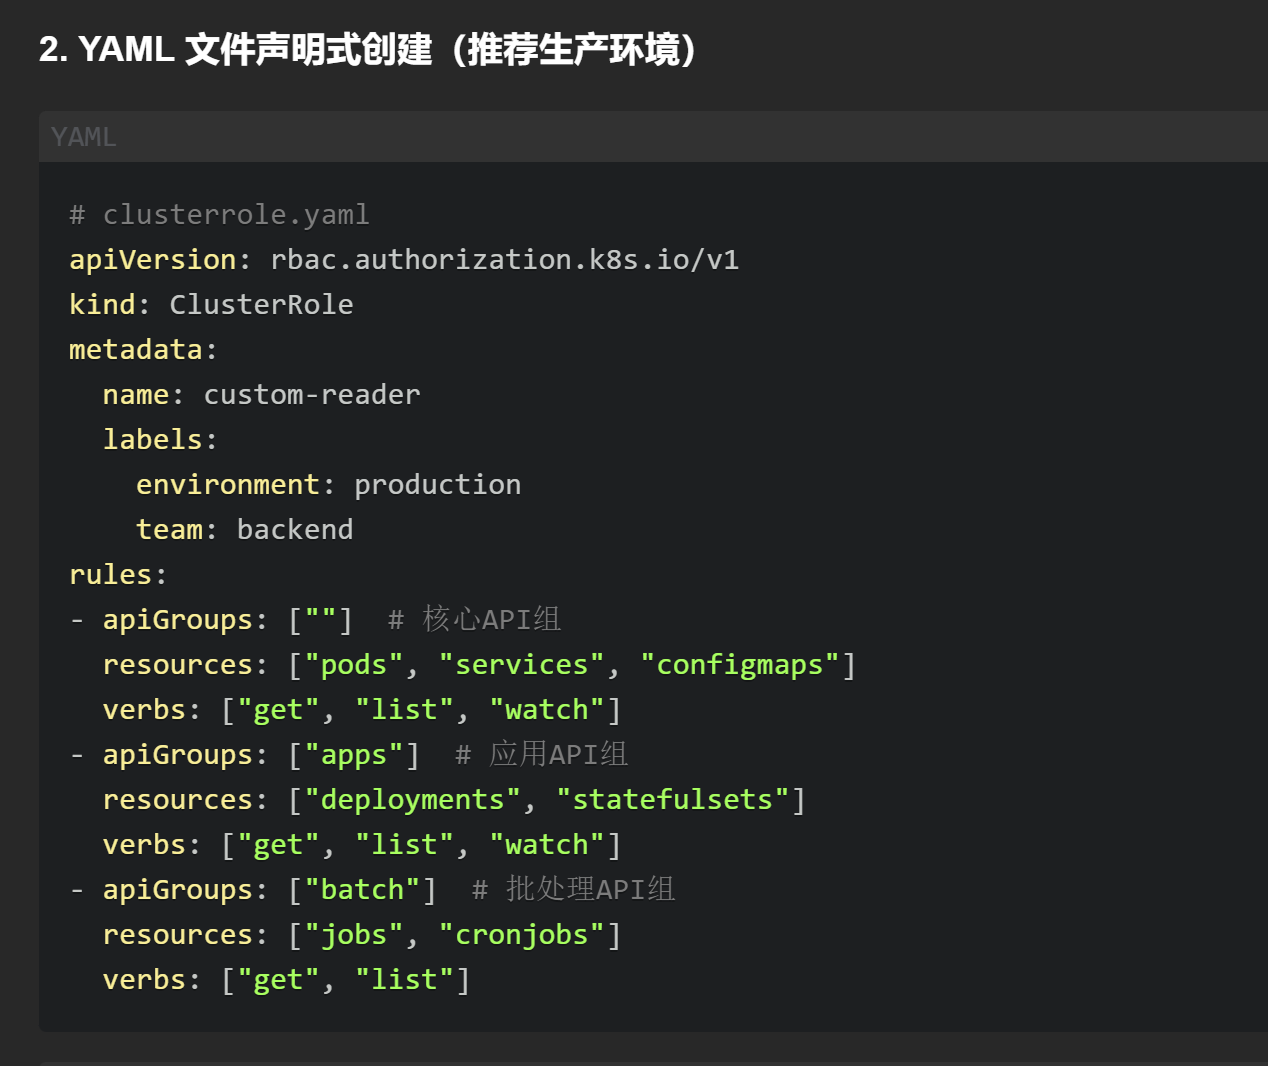 2. YAML 文件声明式创建（推荐生产环境）
YAML
# clusterrole.yaml
apiVersion: rbac.authorization.k8s.io/v1
kind: ClusterRole
metadata:
  name: custom-reader
  labels:
    environment: production
    team: backend
rules:
- apiGroups: [""]  # 核心API组
  resources: ["pods", "services", "configmaps"]
  verbs: ["get", "list", "watch"]
- apiGroups: ["apps"]  # 应用API组
  resources: ["deployments", "statefulsets"]
  verbs: ["get", "list", "watch"]
- apiGroups: ["batch"]  # 批处理API组
  resources: ["jobs", "cronjobs"]
  verbs: ["get", "list"]